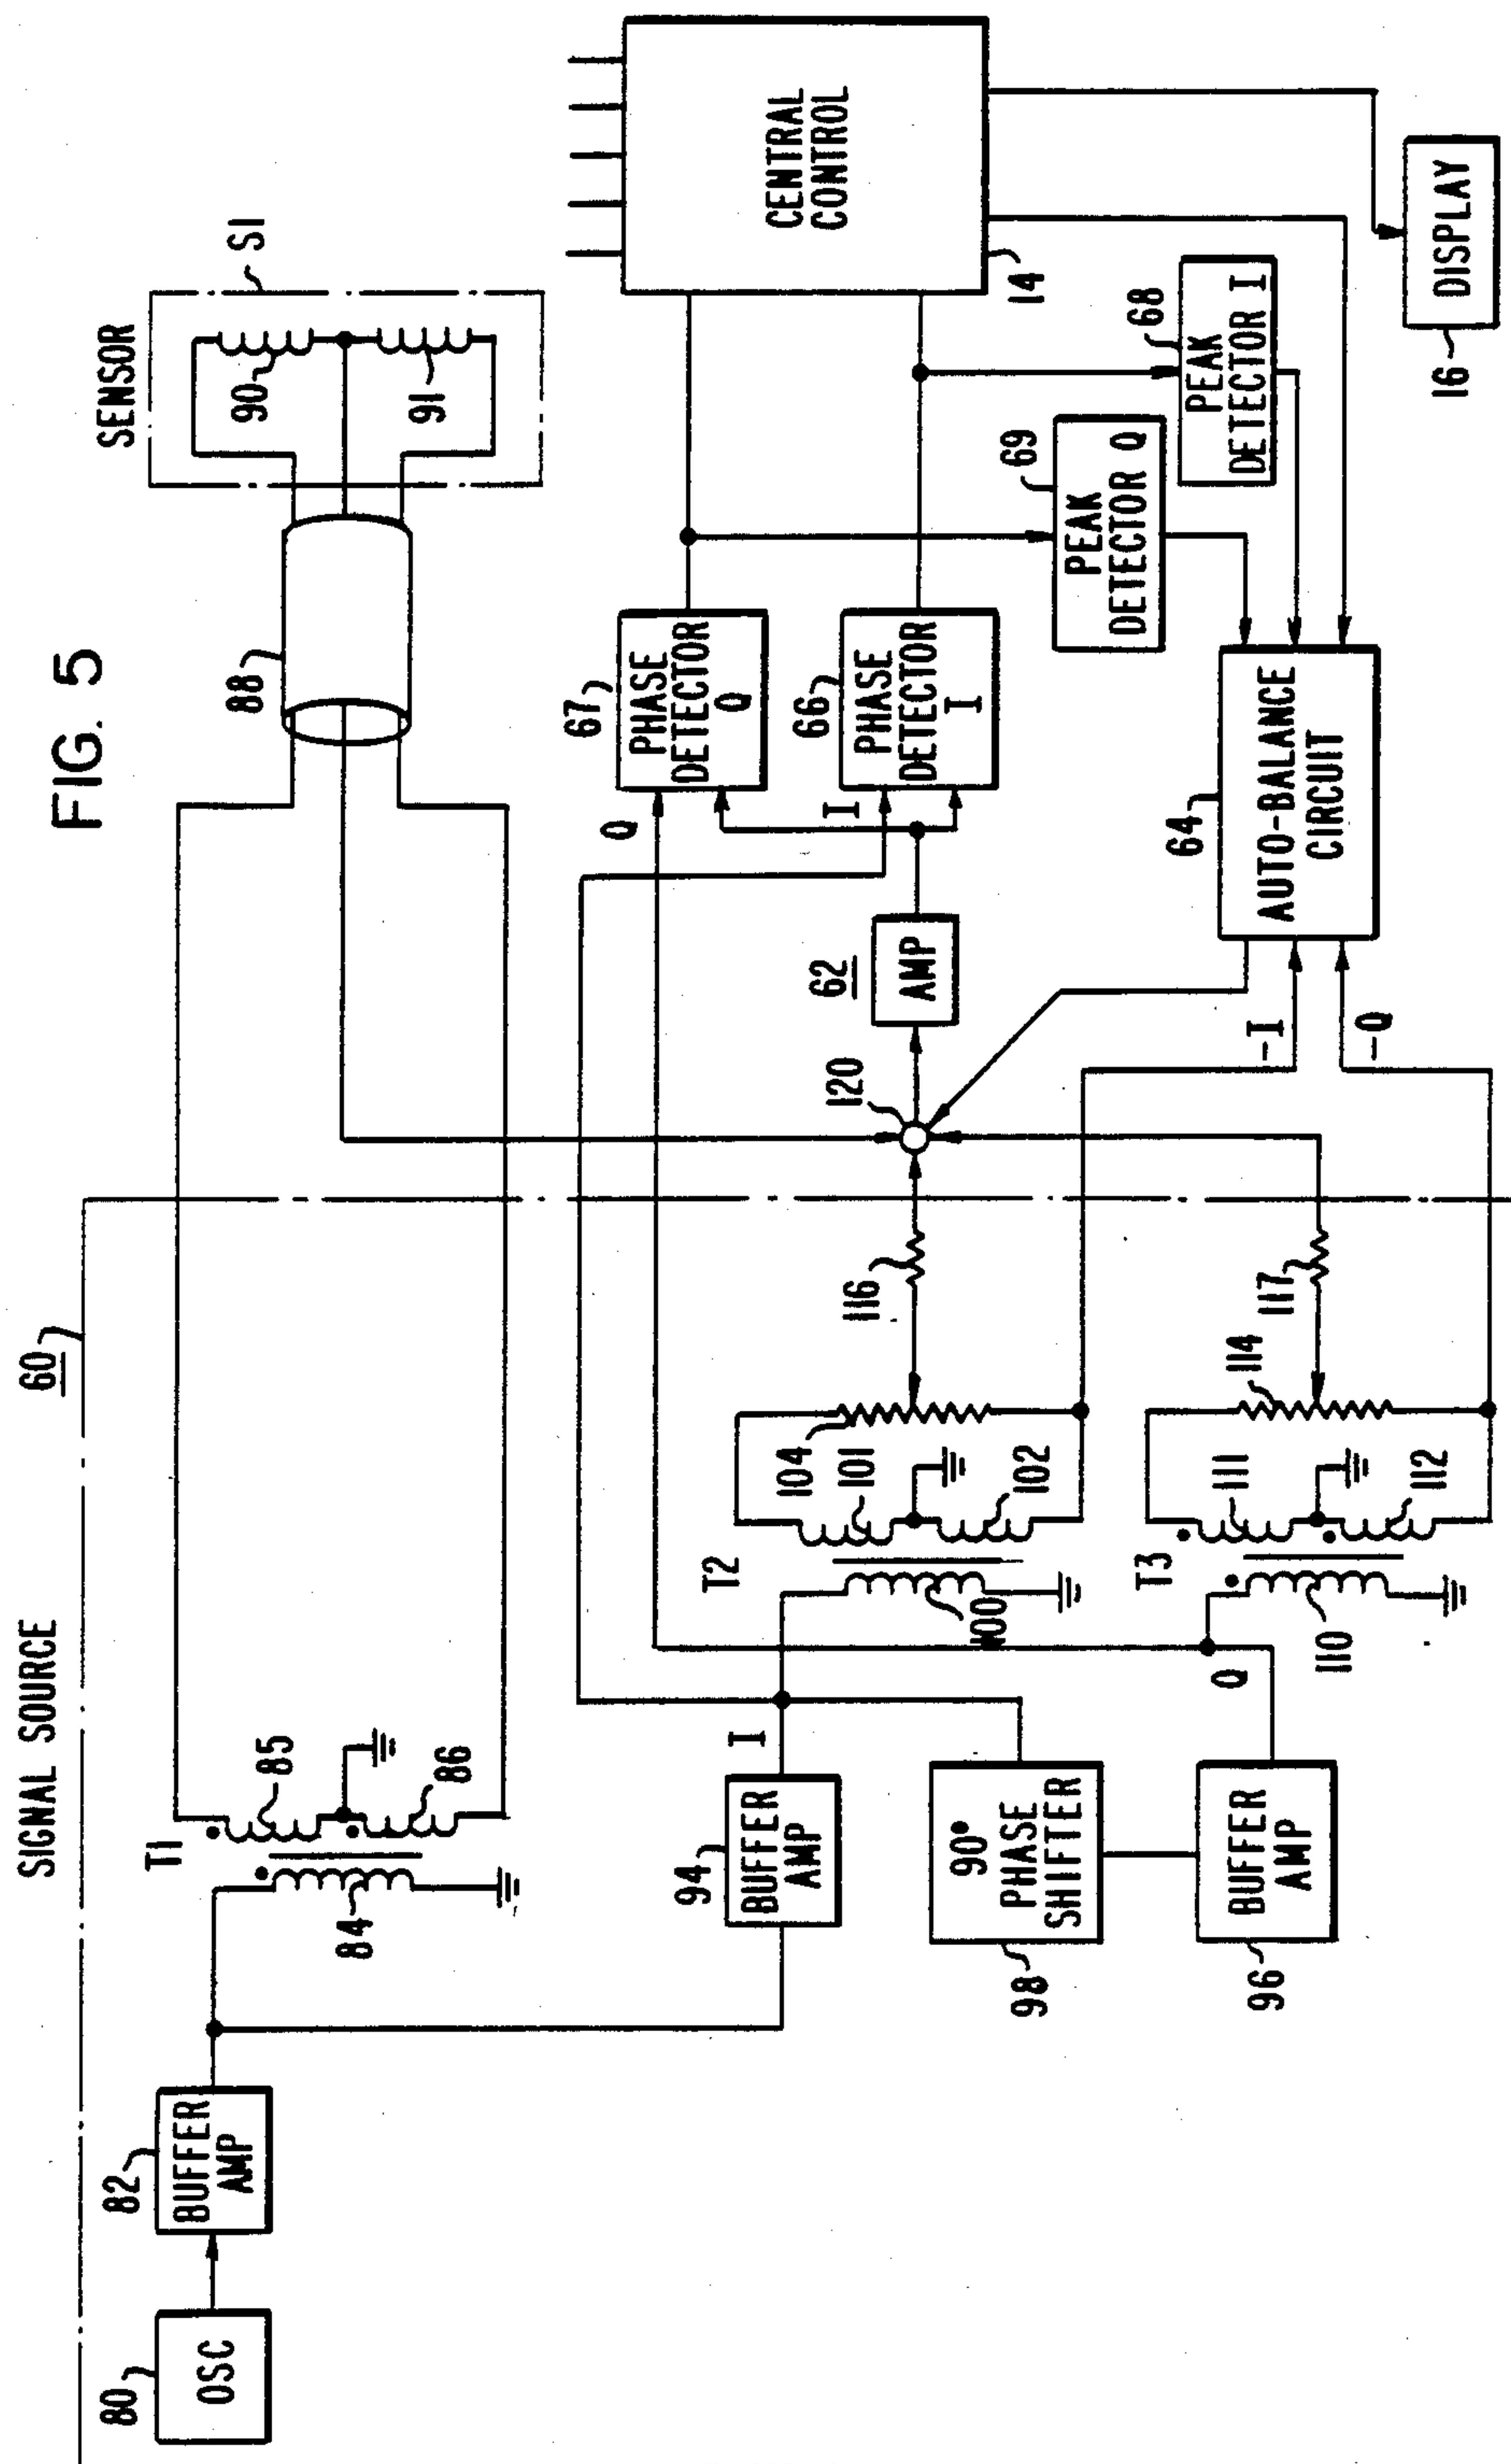 FIG. 5
SIGNAL SOURCE
60
SENSOR
S1
80
OSC
82
BUFFER
AMP
T1
84
85
86
88
90
91
94
BUFFER
AMP
I
98
90°
PHASE
SHIFTER
96
BUFFER
AMP
Q
T2
100
101
102
104
116
T3
110
111
112
114
117
120
62
AMP
Q
I
67
PHASE
DETECTOR
Q
66
PHASE
DETECTOR
I
-I
-Q
64
AUTO-BALANCE
CIRCUIT
69
PEAK
DETECTOR Q
68
PEAK
DETECTOR I
CENTRAL
CONTROL
14
16
DISPLAY